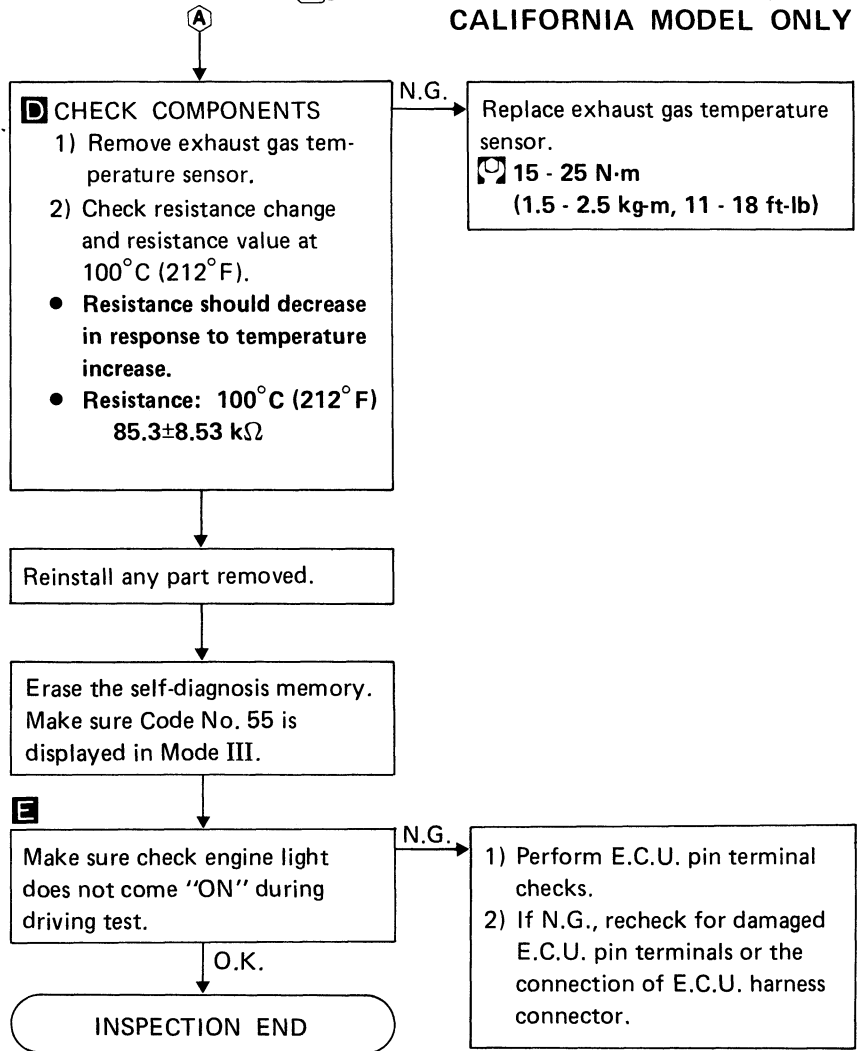 CALIFORNIA MODEL ONLY
A
D CHECK COMPONENTS
1) Remove exhaust gas tem-
perature sensor.
2) Check resistance change
and resistance value at
100°C (212°F).
● Resistance should decrease
in response to temperature
increase.
● Resistance: 100°C (212°F)
85.3±8.53 kΩ
N.G.
Replace exhaust gas temperature
sensor.
15 - 25 N·m
(1.5 - 2.5 kg-m, 11 - 18 ft-lb)
Reinstall any part removed.
Erase the self-diagnosis memory.
Make sure Code No. 55 is
displayed in Mode III.
E
Make sure check engine light
does not come "ON" during
driving test.
N.G.
1) Perform E.C.U. pin terminal
checks.
2) If N.G., recheck for damaged
E.C.U. pin terminals or the
connection of E.C.U. harness
connector.
O.K.
INSPECTION END